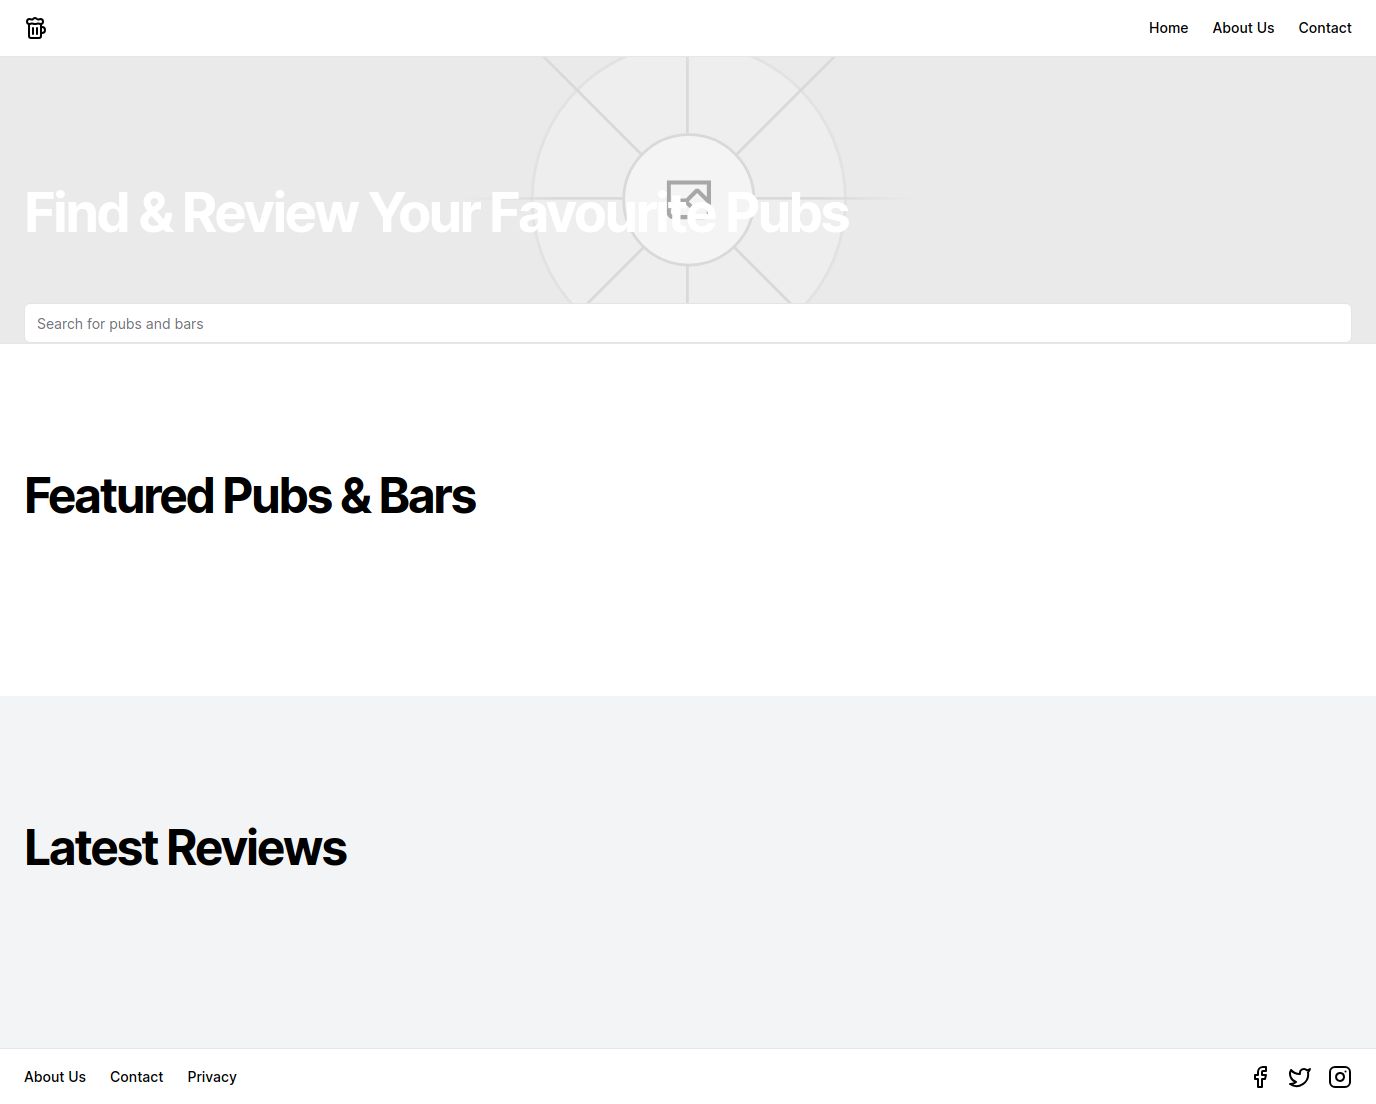 Home About Us Contact
Find & Review Your Favourite Pubs
Search for pubs and bars
Featured Pubs & Bars
Latest Reviews
About Us Contact Privacy